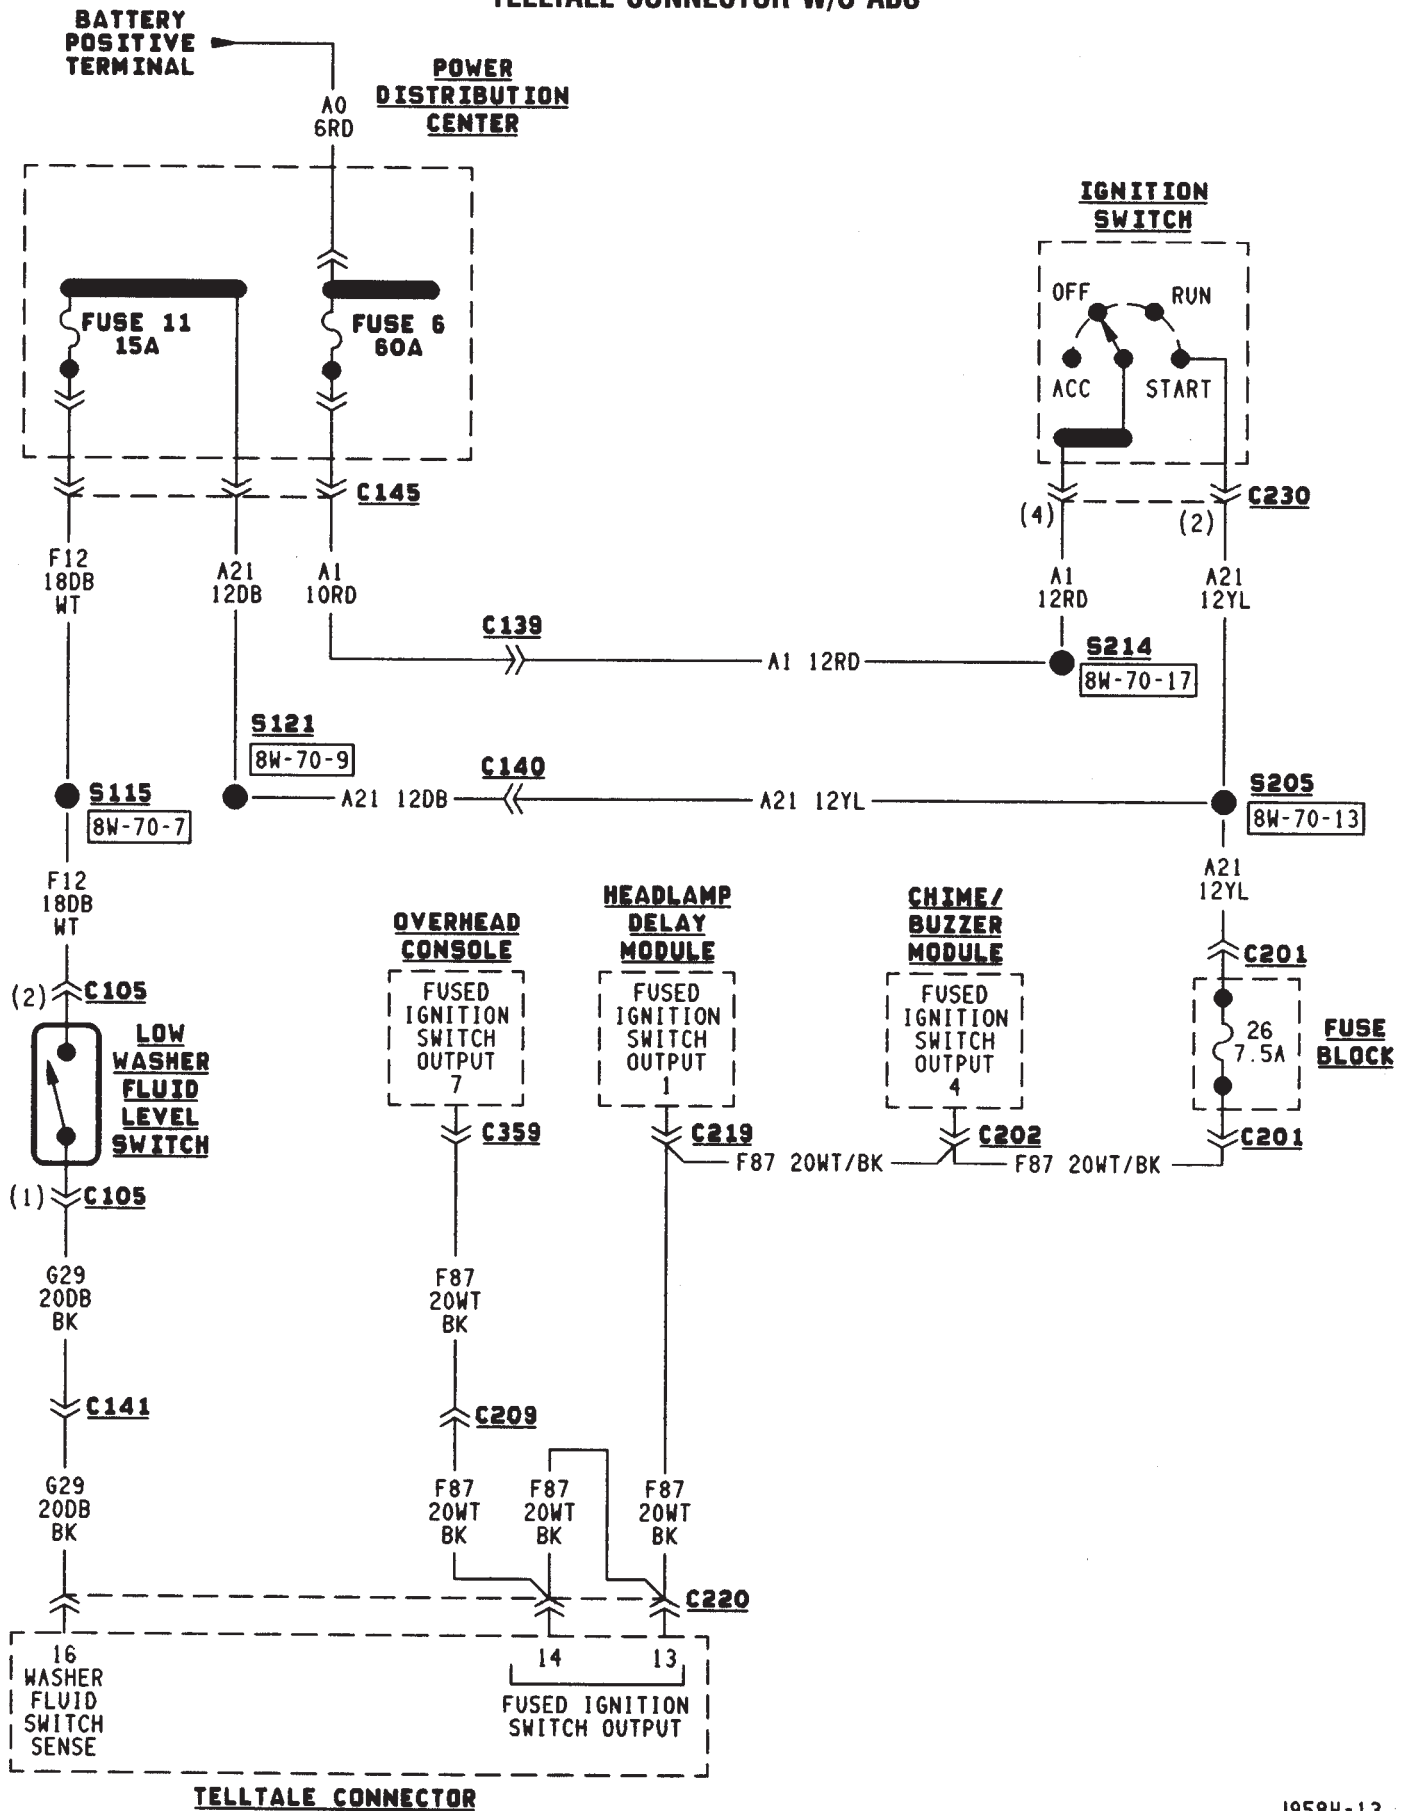 BATTERY
POSITIVE
TERMINAL
POWER
DISTRIBUTION
CENTER
A0
6RD
IGNITION
SWITCH
OFF
RUN
ACC
START
FUSE 11
15A
FUSE 6
60A
C145
C230
(4)
(2)
F12
18DB
WT
A21
12DB
A1
10RD
A1
12RD
A21
12YL
C139
A1 12RD
S214
8W-70-17
S121
8W-70-9
C140
A21 12DB
A21 12YL
S205
8W-70-13
S115
8W-70-7
F12
18DB
WT
A21
12YL
OVERHEAD
CONSOLE
HEADLAMP
DELAY
MODULE
CHIME/
BUZZER
MODULE
C201
(2)
C105
LOW
WASHER
FLUID
LEVEL
SWITCH
FUSED
IGNITION
SWITCH
OUTPUT
7
FUSED
IGNITION
SWITCH
OUTPUT
1
FUSED
IGNITION
SWITCH
OUTPUT
4
26
7.5A
FUSE
BLOCK
C359
C219
C202
C201
F87 20WT/BK
F87 20WT/BK
(1)
C105
G29
20DB
BK
F87
20WT
BK
C141
C209
G29
20DB
BK
F87
20WT
BK
F87
20WT
BK
F87
20WT
BK
C220
16
WASHER
FLUID
SWITCH
SENSE
14
13
FUSED IGNITION
SWITCH OUTPUT
TELLTALE CONNECTOR